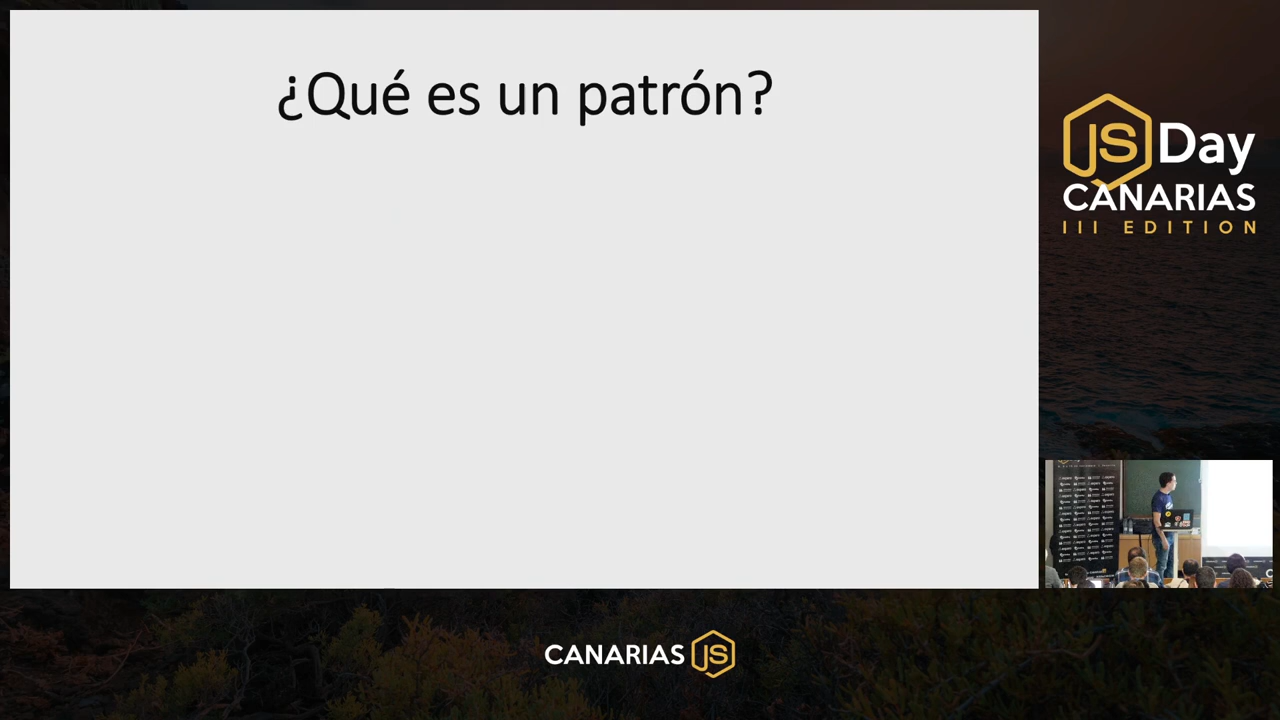 ¿Qué es un patrón?
JS Day
CANARIAS
III EDITION
CANARIAS JS